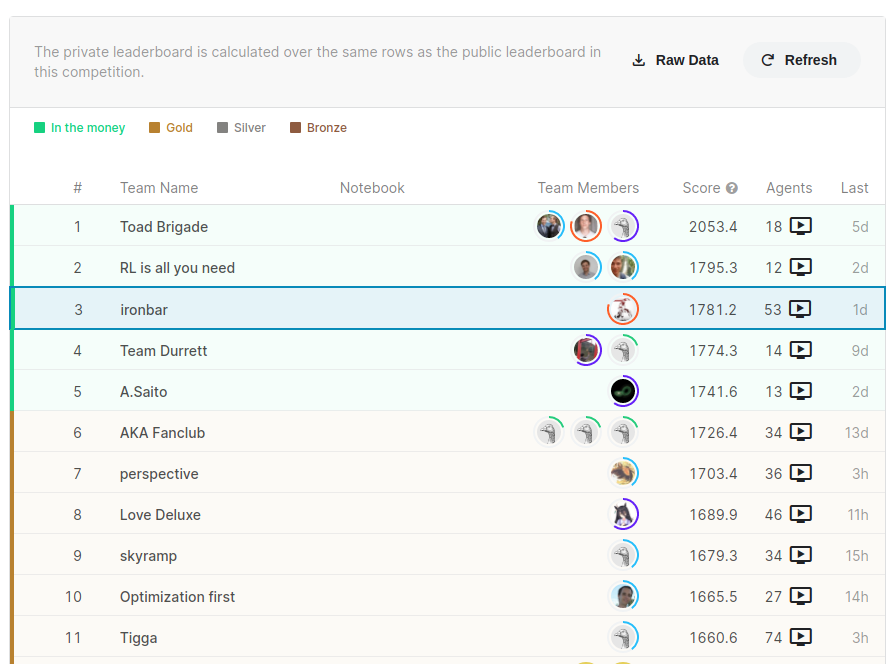 The private leaderboard is calculated over the same rows as the public leaderboard in
this competition.
Raw Data
Refresh
In the money Gold Silver Bronze
# Team Name Notebook Team Members Score ? Agents Last
1 Toad Brigade 2053.4 18 5d
2 RL is all you need 1795.3 12 2d
3 ironbar 1781.2 53 1d
4 Team Durrett 1774.3 14 9d
5 A.Saito 1741.6 13 2d
6 AKA Fanclub 1726.4 34 13d
7 perspective 1703.4 36 3h
8 Love Deluxe 1689.9 46 11h
9 skyramp 1679.3 34 15h
10 Optimization first 1665.5 27 14h
11 Tigga 1660.6 74 3h